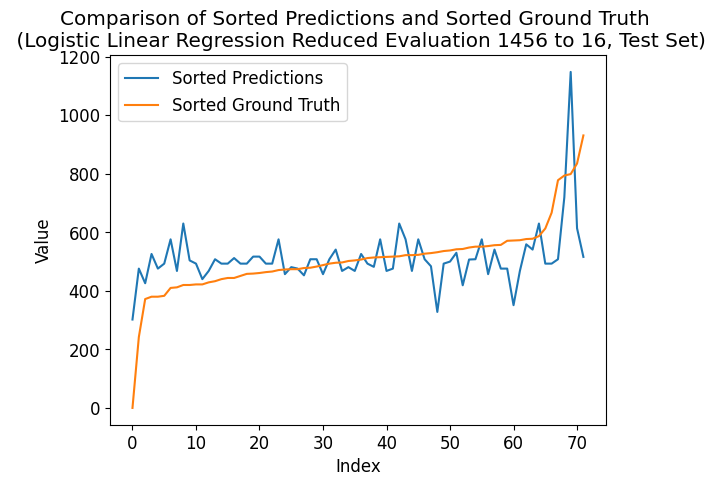 Comparison of Sorted Predictions and Sorted Ground Truth
(Logistic Linear Regression Reduced Evaluation 1456 to 16, Test Set)
Sorted Predictions
Sorted Ground Truth
1200
1000
800
600
400
200
0
Value
0 10 20 30 40 50 60 70
Index